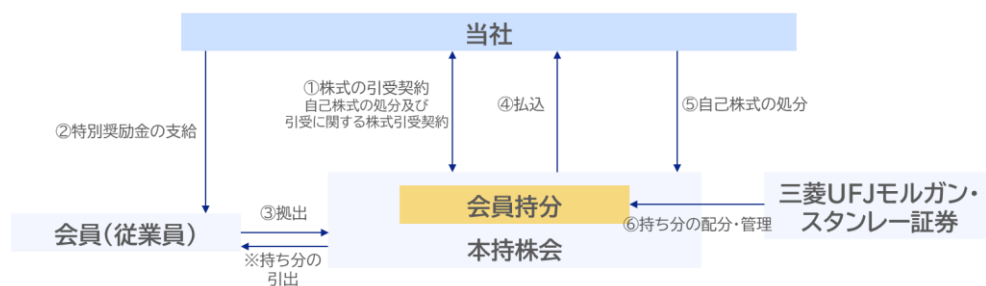 当社
①株式の引受契約
自己株式の処分及び
引受に関する株式引受契約
②特別奨励金の支給
④払込
⑤自己株式の処分
③拠出
会員(従業員)
※持ち分の
引出
会員持分
本持株会
三菱UFJモルガン・
スタンレー証券
⑥持ち分の配分・管理